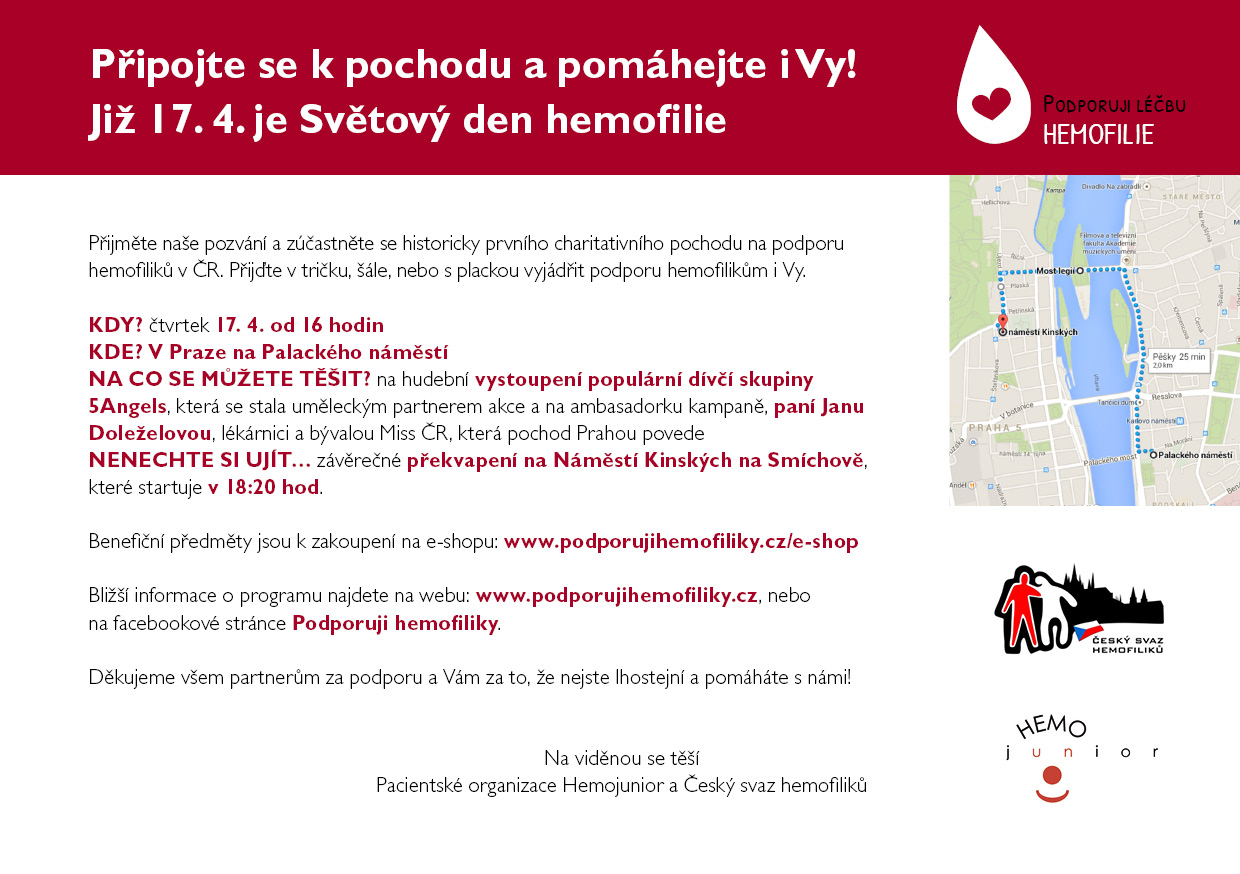 Připojte se k pochodu a pomáhejte i Vy!
Již 17. 4. je Světový den hemofilie
Podporuji léčbu
HEMOFILIE
Přijměte naše pozvání a zúčastněte se historicky prvního charitativního pochodu na podporu
hemofiliků v ČR. Přijďte v tričku, šále, nebo s plackou vyjádřit podporu hemofilikům i Vy.
KDY? čtvrtek 17. 4. od 16 hodin
KDE? V Praze na Palackého náměstí
NA CO SE MŮŽETE TĚŠIT? na hudební vystoupení populární dívčí skupiny
5Angels, která se stala uměleckým partnerem akce a na ambasadorku kampaně, paní Janu
Doleželovou, lékárnici a bývalou Miss ČR, která pochod Prahou povede
NENECHTE SI UJÍT… závěrečné překvapení na Náměstí Kinských na Smíchově,
které startuje v 18:20 hod.
Benefiční předměty jsou k zakoupení na e-shopu: www.podporujihemofiliky.cz/e-shop
Bližší informace o programu najdete na webu: www.podporujihemofiliky.cz, nebo
na facebookové stránce Podporuji hemofiliky.
Děkujeme všem partnerům za podporu a Vám za to, že nejste lhostejní a pomáháte s námi!
Na viděnou se těší
Pacientské organizace Hemojunior a Český svaz hemofiliků
Kampa
Divadlo Na zábradlí
STARÉ MĚSTO
Hellichova
Filmová a televizní
fakulta Akademie
múzických umění
Říční
Újezd
Most legií
Plaská
Petřínská
náměstí Kinských
Pěšky 25 min
2,0 km
Vltava
Tančící dům
Resslova
V botanice
Karlovo náměstí
PRAHA 5
Na Moráni
náměstí 14. října
Palackého most
Palackého náměstí
Anděl
PODSKALÍ
ČESKÝ SVAZ
HEMOFILIKŮ
HEMO
junior